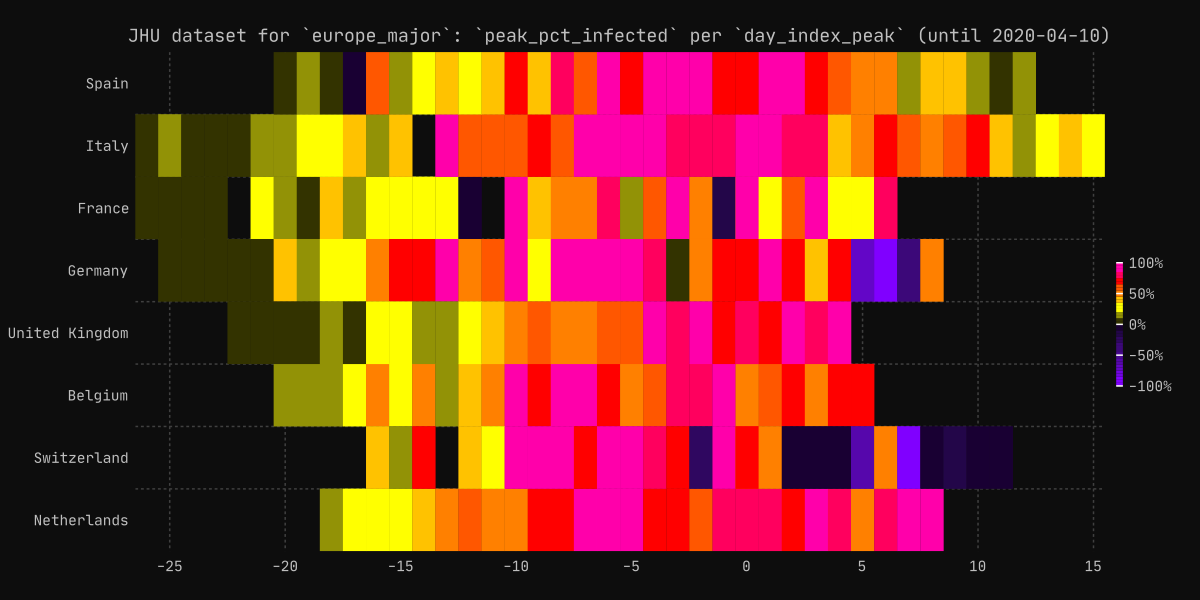 JHU dataset for `europe_major`: `peak_pct_infected` per `day_index_peak` (until 2020-04-10)
Spain
Italy
France
Germany
United Kingdom
Belgium
Switzerland
Netherlands
100%
50%
0%
-50%
-100%
-25 -20 -15 -10 -5 0 5 10 15